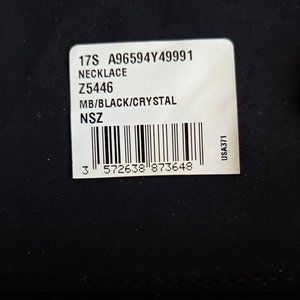 17S A96594Y49991
NECKLACE
Z5446
MB/BLACK/CRYSTAL
NSZ
USA371
3 572638 873648